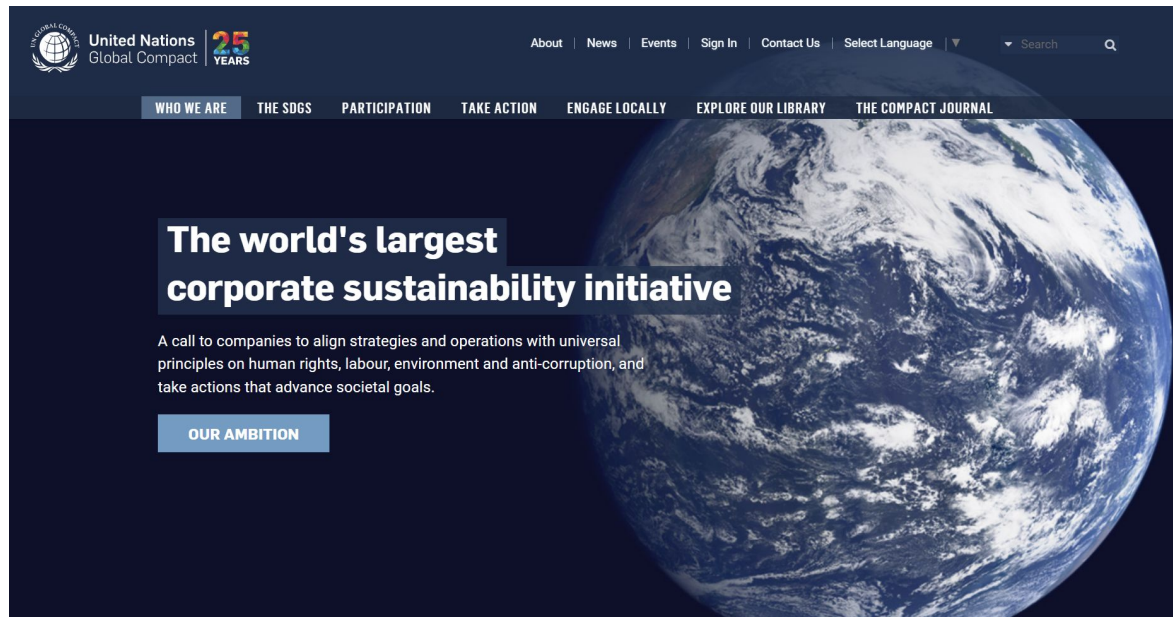 UN GLOBAL COMPACT
United Nations
Global Compact
25
YEARS
About | News | Events | Sign In | Contact Us | Select Language | ▼ Search
WHO WE ARE THE SDGS PARTICIPATION TAKE ACTION ENGAGE LOCALLY EXPLORE OUR LIBRARY THE COMPACT JOURNAL
The world's largest
corporate sustainability initiative
A call to companies to align strategies and operations with universal
principles on human rights, labour, environment and anti-corruption, and
take actions that advance societal goals.
OUR AMBITION